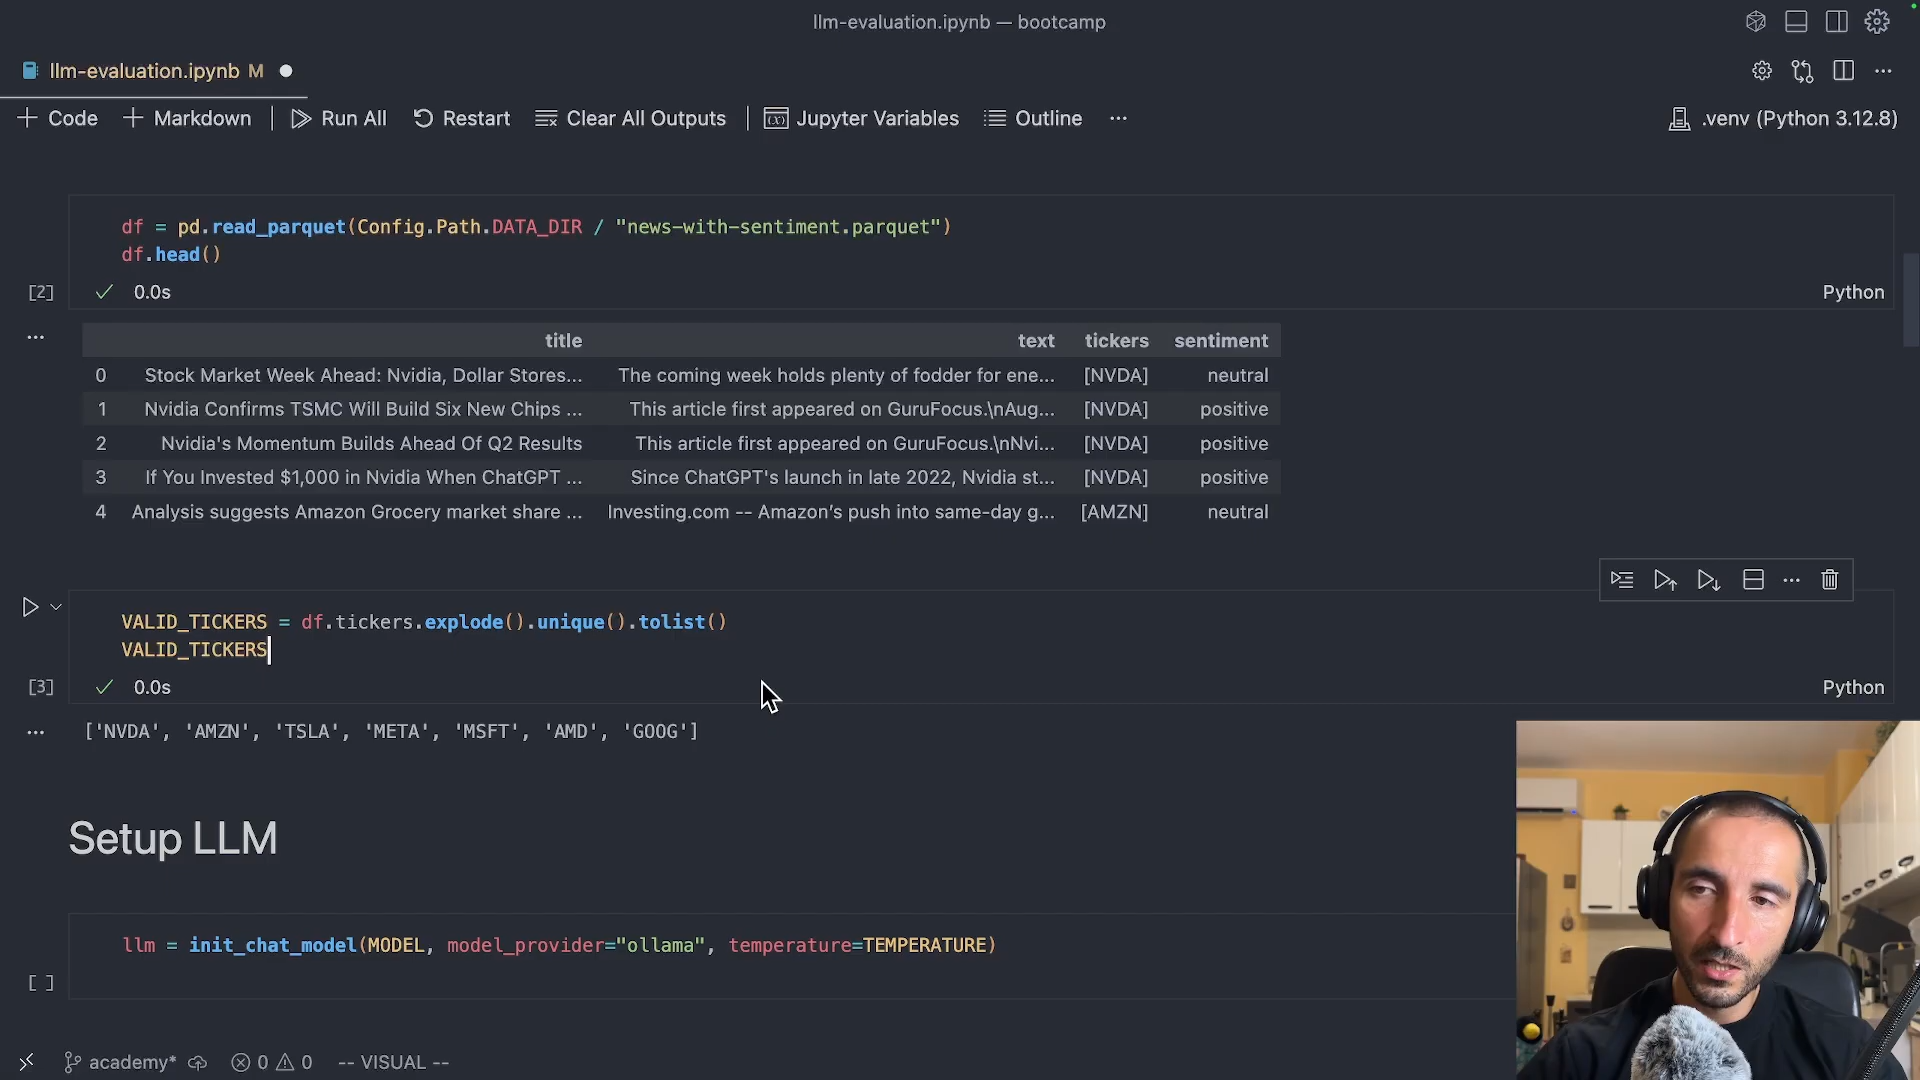 llm-evaluation.ipynb — bootcamp
llm-evaluation.ipynb M
Code Markdown Run All Restart Clear All Outputs Jupyter Variables Outline ... .venv (Python 3.12.8)
df = pd.read_parquet(Config.Path.DATA_DIR / "news-with-sentiment.parquet")
df.head()
[2] 0.0s Python
title text tickers sentiment
0 Stock Market Week Ahead: Nvidia, Dollar Stores... The coming week holds plenty of fodder for ene... [NVDA] neutral
1 Nvidia Confirms TSMC Will Build Six New Chips ... This article first appeared on GuruFocus.\nAug... [NVDA] positive
2 Nvidia's Momentum Builds Ahead Of Q2 Results This article first appeared on GuruFocus.\nNvi... [NVDA] positive
3 If You Invested $1,000 in Nvidia When ChatGPT ... Since ChatGPT's launch in late 2022, Nvidia st... [NVDA] positive
4 Analysis suggests Amazon Grocery market share ... Investing.com -- Amazon’s push into same-day g... [AMZN] neutral
VALID_TICKERS = df.tickers.explode().unique().tolist()
VALID_TICKERS
[3] 0.0s Python
['NVDA', 'AMZN', 'TSLA', 'META', 'MSFT', 'AMD', 'GOOG']
Setup LLM
llm = init_chat_model(MODEL, model_provider="ollama", temperature=TEMPERATURE)
[ ]
academy* 0 0 -- VISUAL --